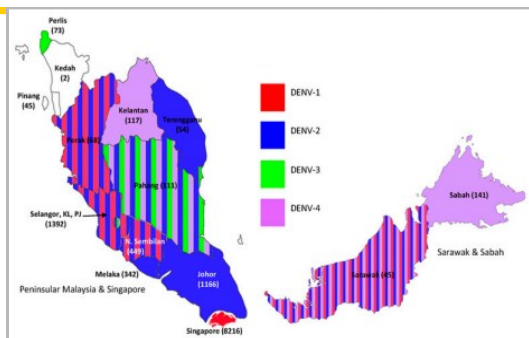 Perlis
(73)
Kedah
(2)
Pinang
(45)
Kelantan
(117)
Terengganu
(54)
Perak (68)
Pahang (111)
Selangor, KL, PJ
(1392)
N. Sembilan
(449)
Melaka (342)
Johor
(1166)
Peninsular Malaysia & Singapore
Singapore (8216)
DENV-1
DENV-2
DENV-3
DENV-4
Sabah (141)
Sarawak & Sabah
Sarawak (45)